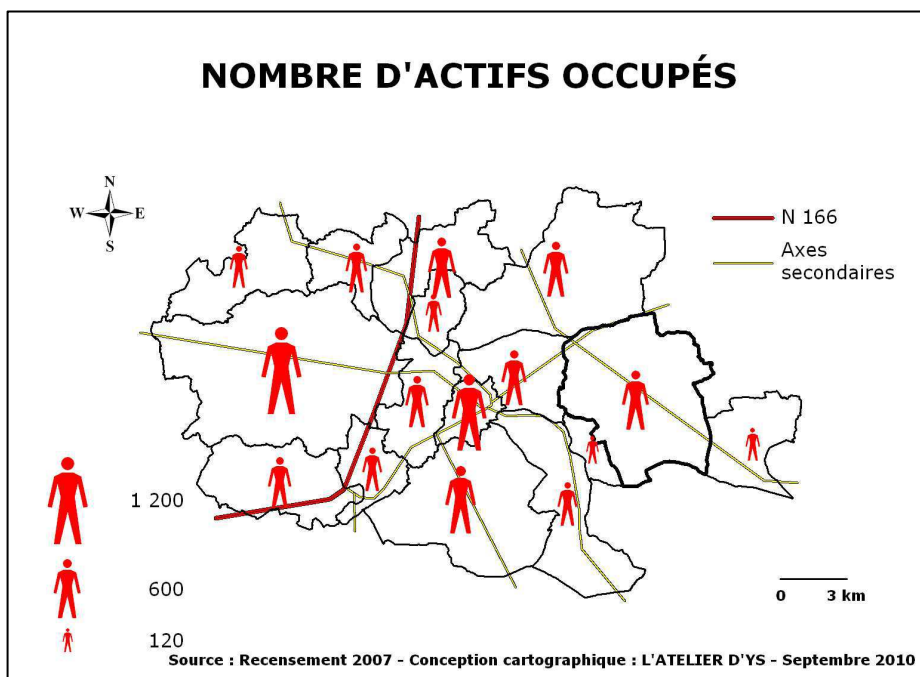 NOMBRE D'ACTIFS OCCUPÉS
N
W E
S
N 166
Axes
secondaires
1 200
600
120
0 3 km
Source : Recensement 2007 - Conception cartographique : L'ATELIER D'YS - Septembre 2010